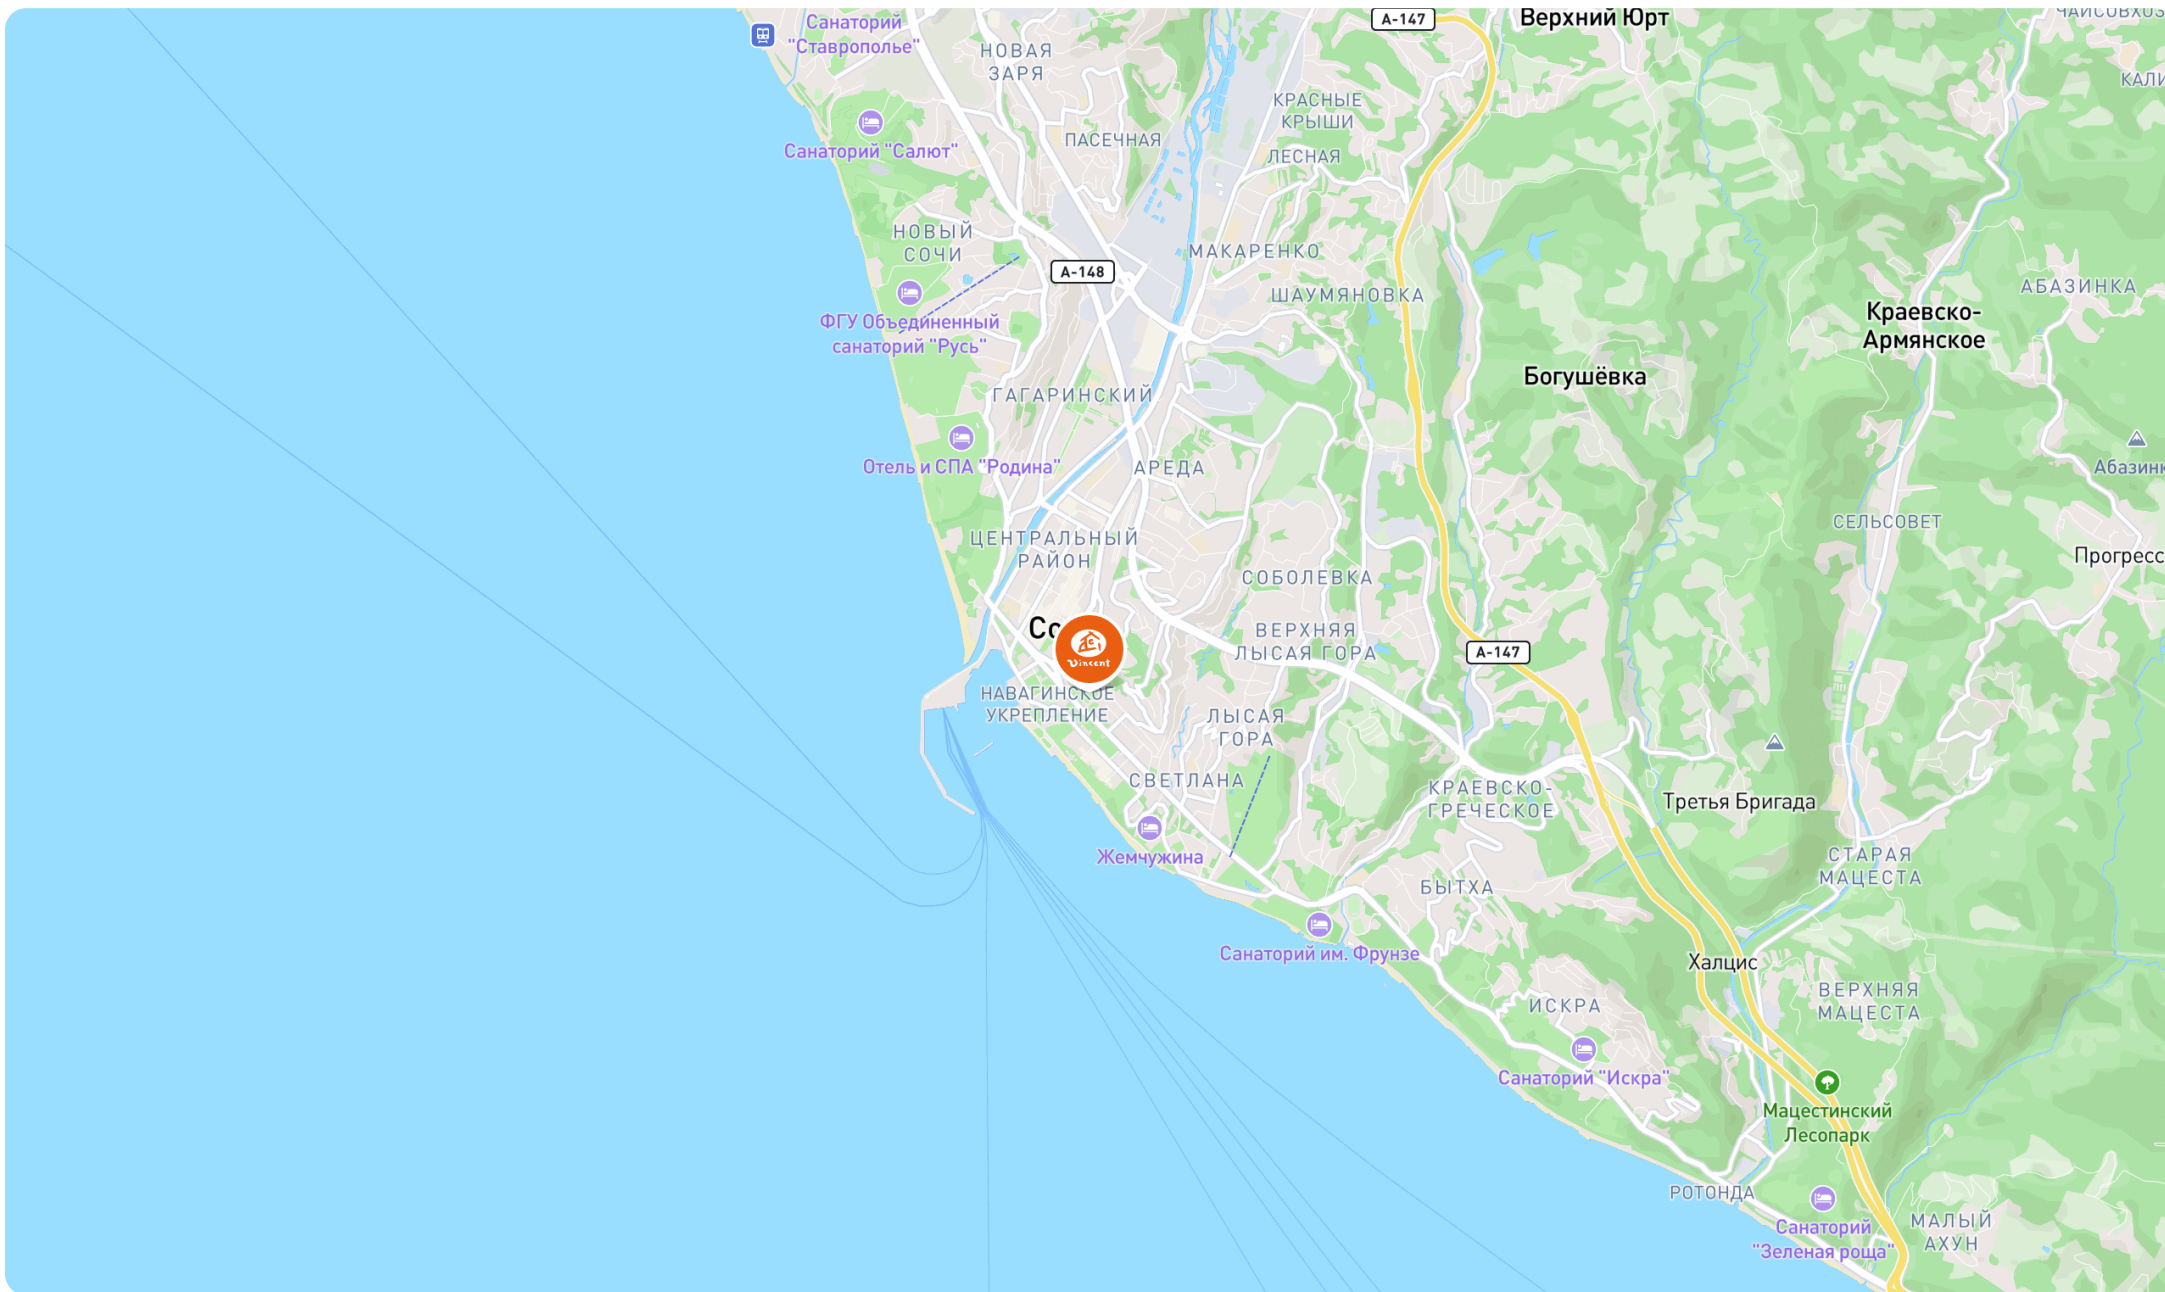 Санаторий
"Ставрополье"
А-147
Верхний Юрт
НОВАЯ
ЗАРЯ
КРАСНЫЕ
КРЫШИ
Санаторий "Салют"
ПАСЕЧНАЯ
ЛЕСНАЯ
НОВЫЙ
СОЧИ
МАКАРЕНКО
А-148
ШАУМЯНОВКА
АБАЗИНКА
ФГУ Объединенный
санаторий "Русь"
Краевско-
Армянское
Богушёвка
ГАГАРИНСКИЙ
Отель и СПА "Родина"
АРЕДА
Абазинк
СЕЛЬСОВЕТ
ЦЕНТРАЛЬНЫЙ
РАЙОН
Прогресс
СОБОЛЕВКА
Со
Vincent
ВЕРХНЯЯ
ЛЫСАЯ ГОРА
А-147
НАВАГИНСКОЕ
УКРЕПЛЕНИЕ
ЛЫСАЯ
ГОРА
СВЕТЛАНА
КРАЕВСКО-
ГРЕЧЕСКОЕ
Третья Бригада
Жемчужина
СТАРАЯ
МАЦЕСТА
БЫТХА
Санаторий им. Фрунзе
Халцис
ВЕРХНЯЯ
МАЦЕСТА
ИСКРА
Санаторий "Искра"
Мацестинский
Лесопарк
РОТОНДА
Санаторий
"Зеленая роща"
МАЛЫЙ
АХУН